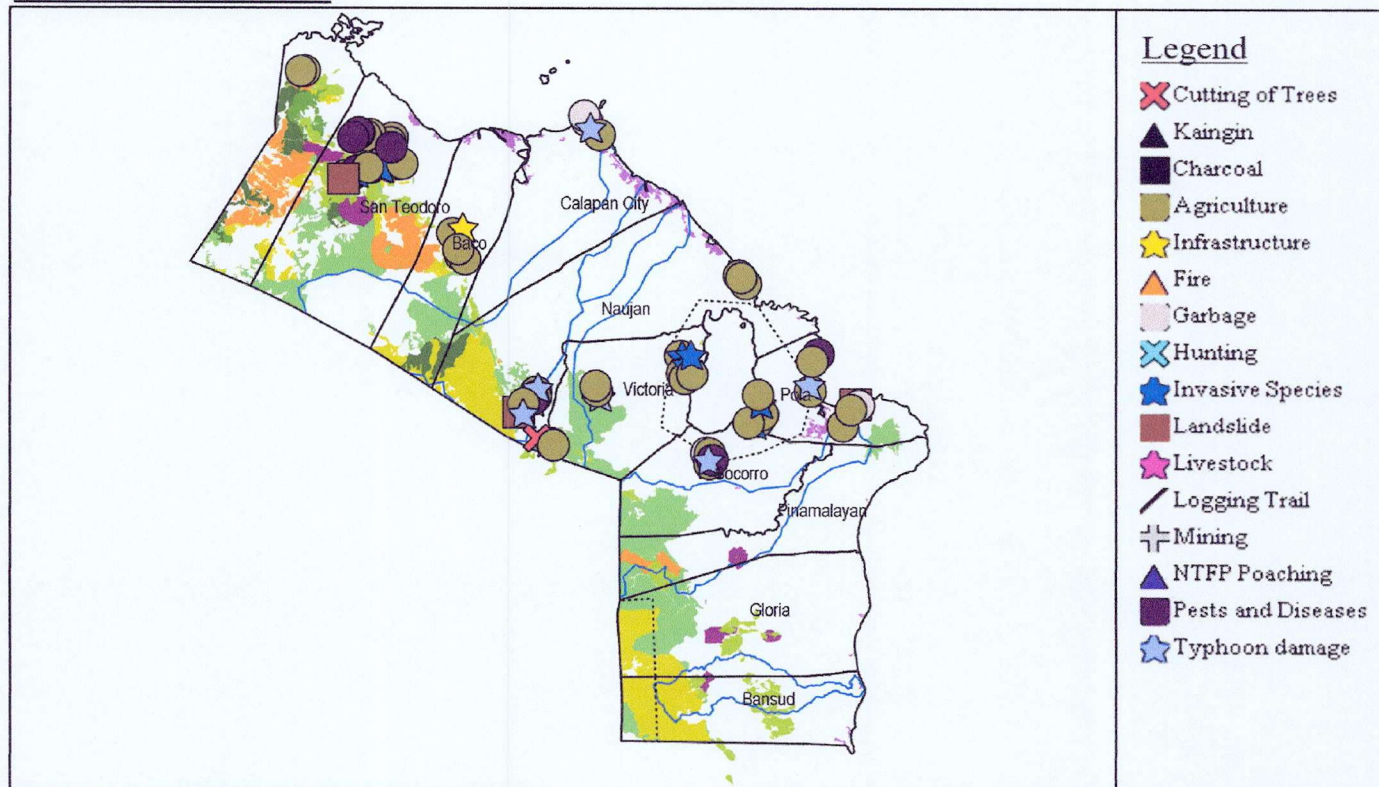 San Teodoro
Calapan City
Baco
Naujan
Victoria
Pola
Socorro
Pinamalayan
Gloria
Bansud
Legend
Cutting of Trees
Kaingin
Charcoal
Agriculture
Infrastructure
Fire
Garbage
Hunting
Invasive Species
Landslide
Livestock
Logging Trail
Mining
NTFP Poaching
Pests and Diseases
Typhoon damage